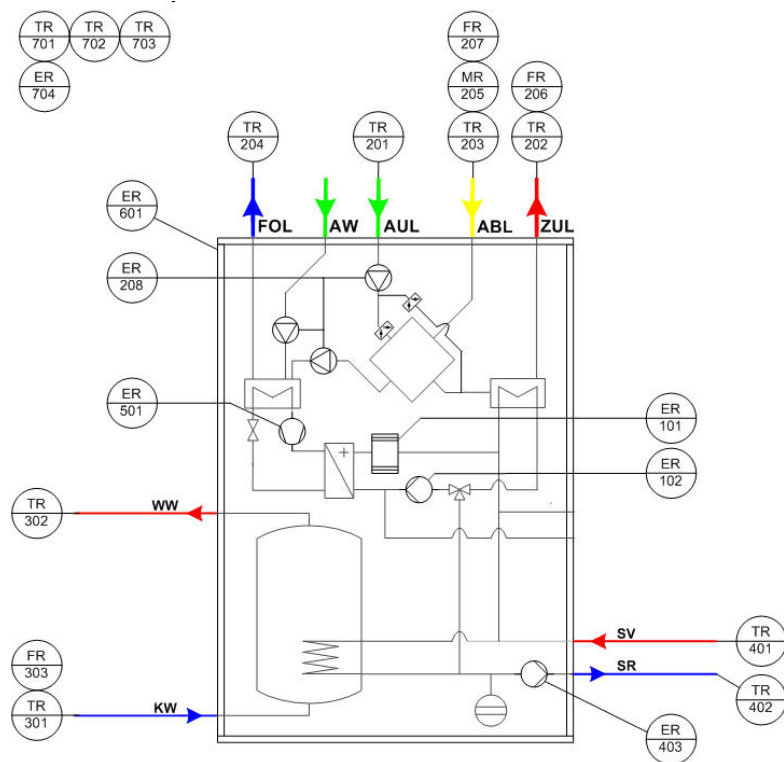 TR TR TR
701 702 703
ER
704
FR
207
MR FR
205 206
TR TR TR TR
204 201 203 202
ER
601
FOL AW AUL ABL ZUL
ER
208
ER
501
ER
101
+
ER
102
WW
TR
302
SV
TR
401
FR
303
SR
TR
402
TR
301
KW
ER
403